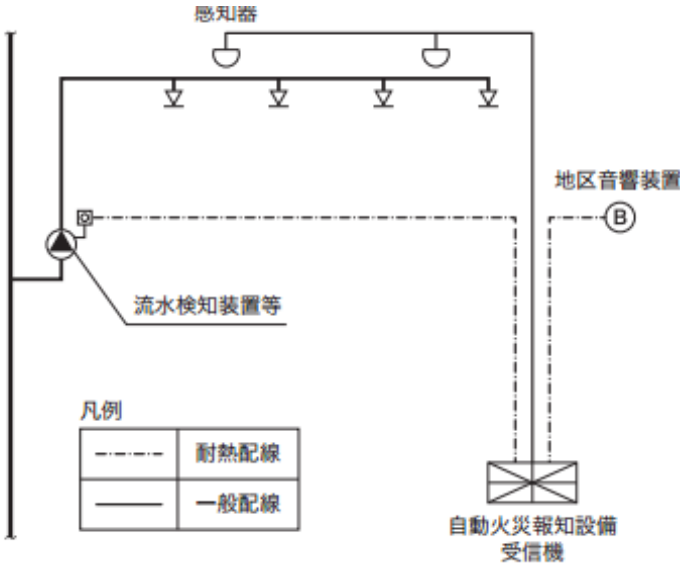 感知器
地区音響装置
B
流水検知装置等
凡例
耐熱配線
一般配線
自動火災報知設備
受信機